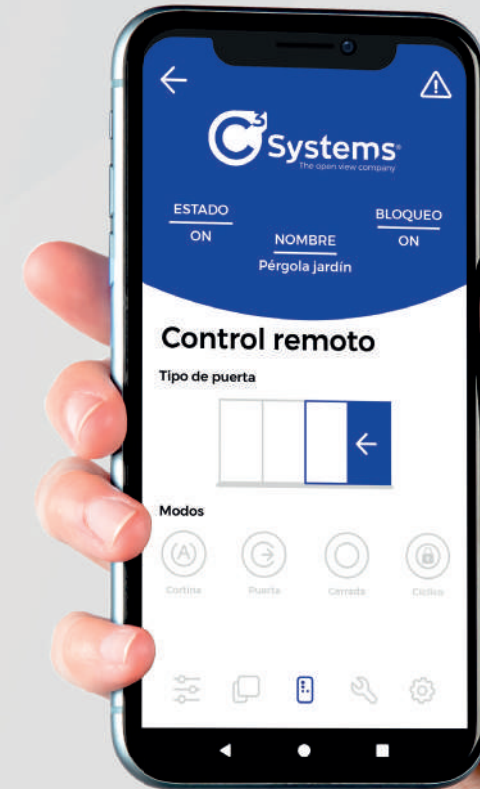 C3 Systems®
The open view company
ESTADO
ON
BLOQUEO
ON
NOMBRE
Pérgola jardín
Control remoto
Tipo de puerta
Modos
(A)
Cortina
Puerta
Cerrada
Ciclico